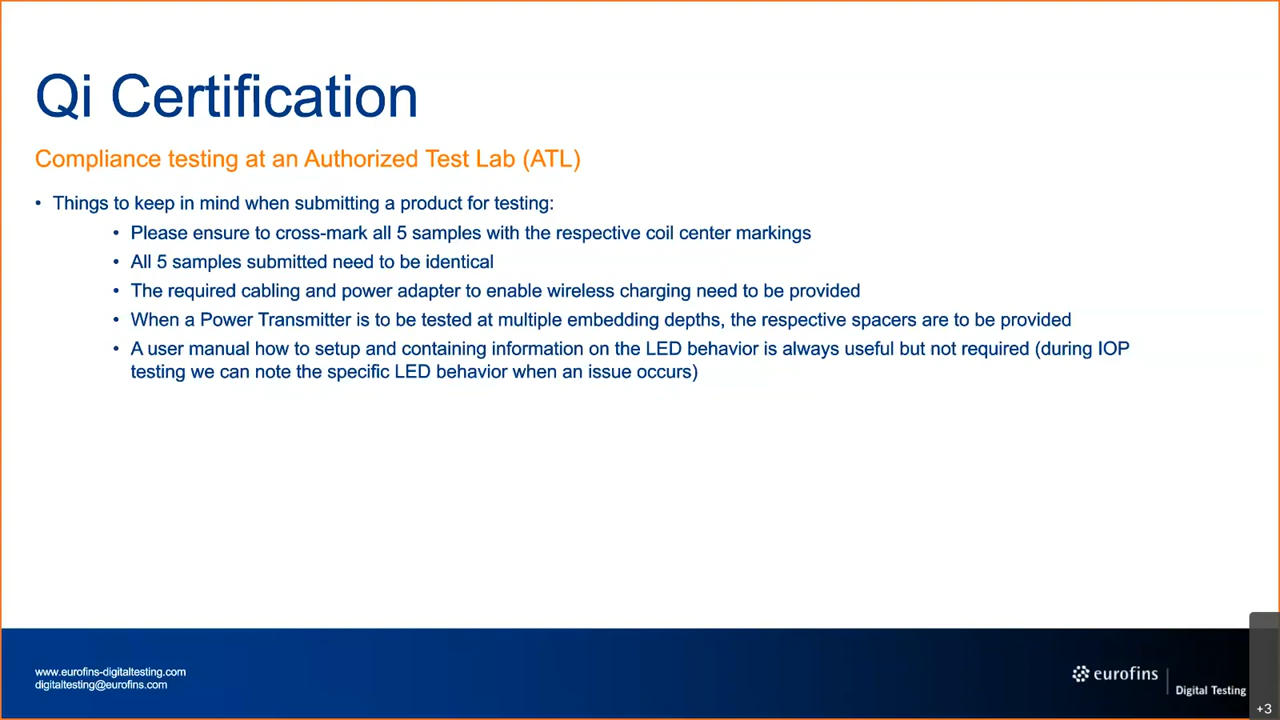 Qi Certification
Compliance testing at an Authorized Test Lab (ATL)
• Things to keep in mind when submitting a product for testing:
• Please ensure to cross-mark all 5 samples with the respective coil center markings
• All 5 samples submitted need to be identical
• The required cabling and power adapter to enable wireless charging need to be provided
• When a Power Transmitter is to be tested at multiple embedding depths, the respective spacers are to be provided
• A user manual how to setup and containing information on the LED behavior is always useful but not required (during IOP
testing we can note the specific LED behavior when an issue occurs)
www.eurofins-digitaltesting.com
digitaltesting@eurofins.com
eurofins
Digital Testing
+3